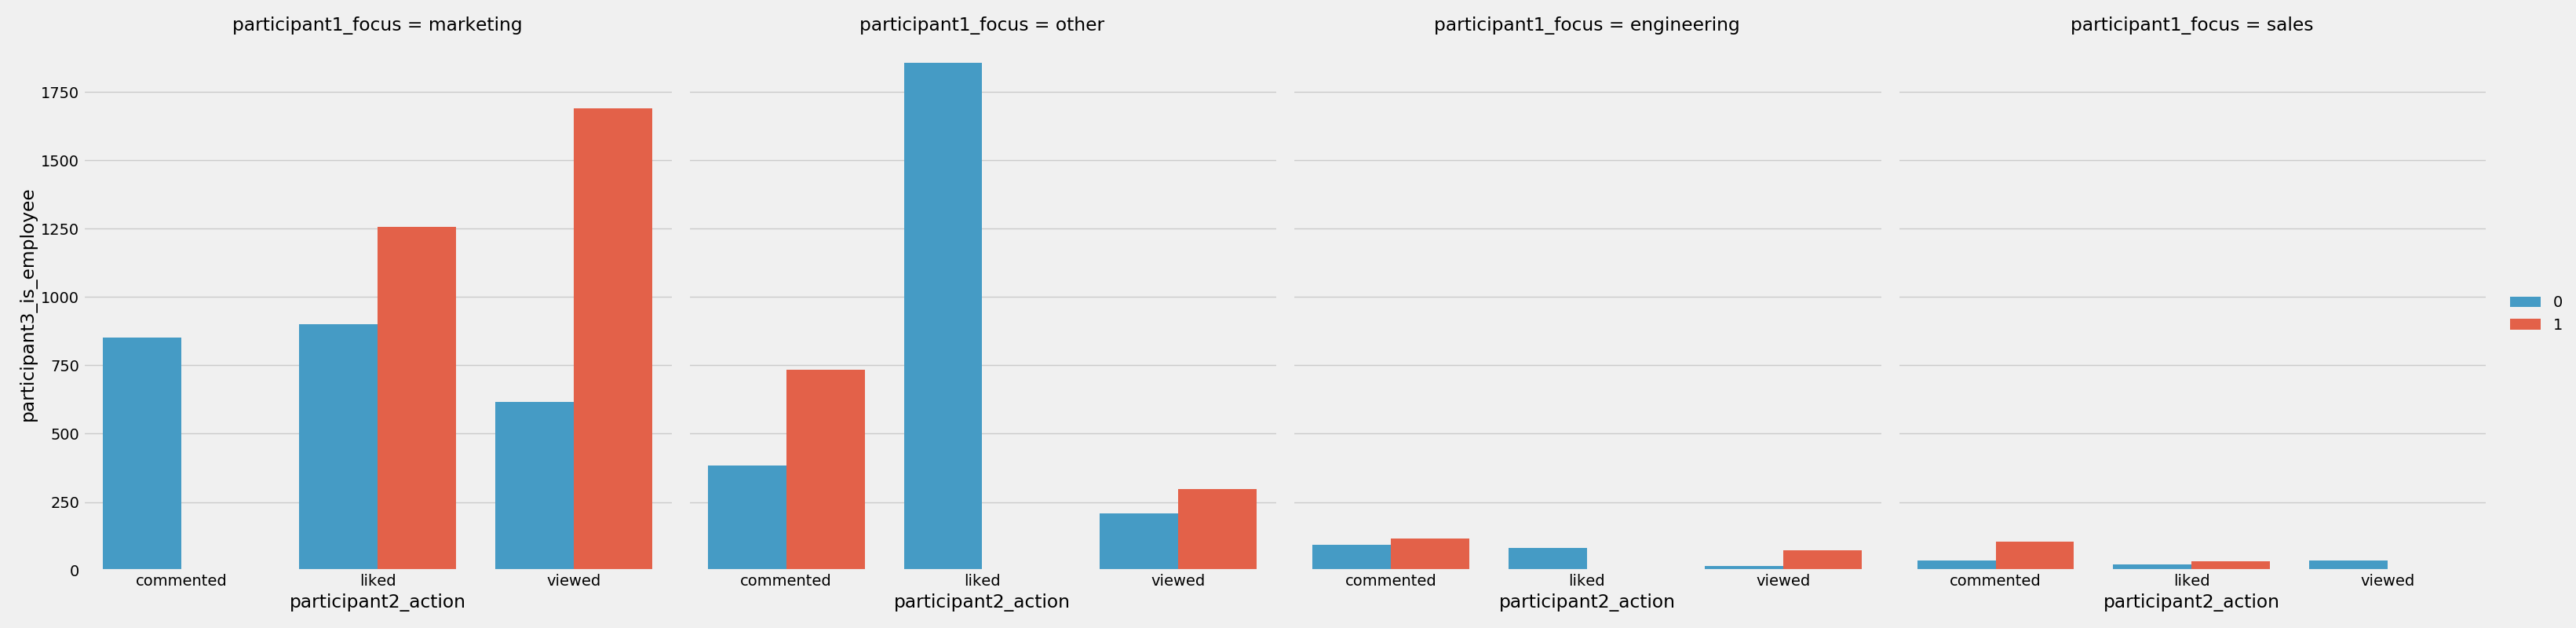 participant1_focus = marketing
participant1_focus = other
participant1_focus = engineering
participant1_focus = sales
participant3_is_employee
1750
1500
1250
1000
750
500
250
0
commented liked viewed
commented liked viewed
commented liked viewed
commented liked viewed
participant2_action
participant2_action
participant2_action
participant2_action
0
1